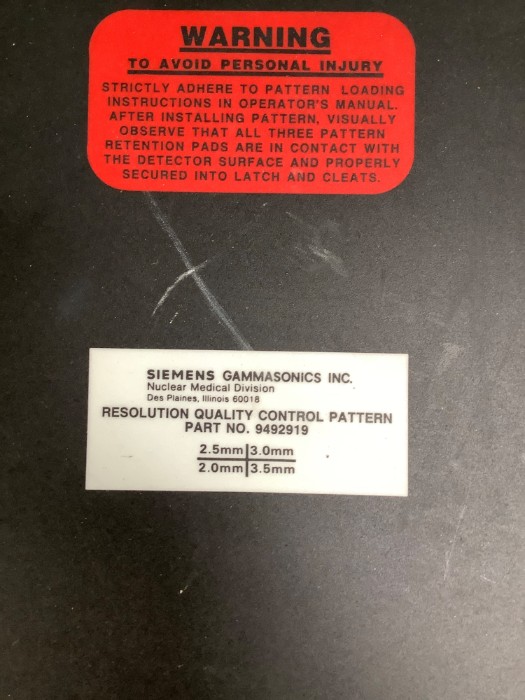 WARNING
TO AVOID PERSONAL INJURY
STRICTLY ADHERE TO PATTERN LOADING
INSTRUCTIONS IN OPERATOR'S MANUAL.
AFTER INSTALLING PATTERN, VISUALLY
OBSERVE THAT ALL THREE PATTERN
RETENTION PADS ARE IN CONTACT WITH
THE DETECTOR SURFACE AND PROPERLY
SECURED INTO LATCH AND CLEATS.
SIEMENS GAMMASONICS INC.
Nuclear Medical Division
Des Plaines, Illinois 60018
RESOLUTION QUALITY CONTROL PATTERN
PART NO. 9492919
2.5mm 3.0mm
2.0mm 3.5mm